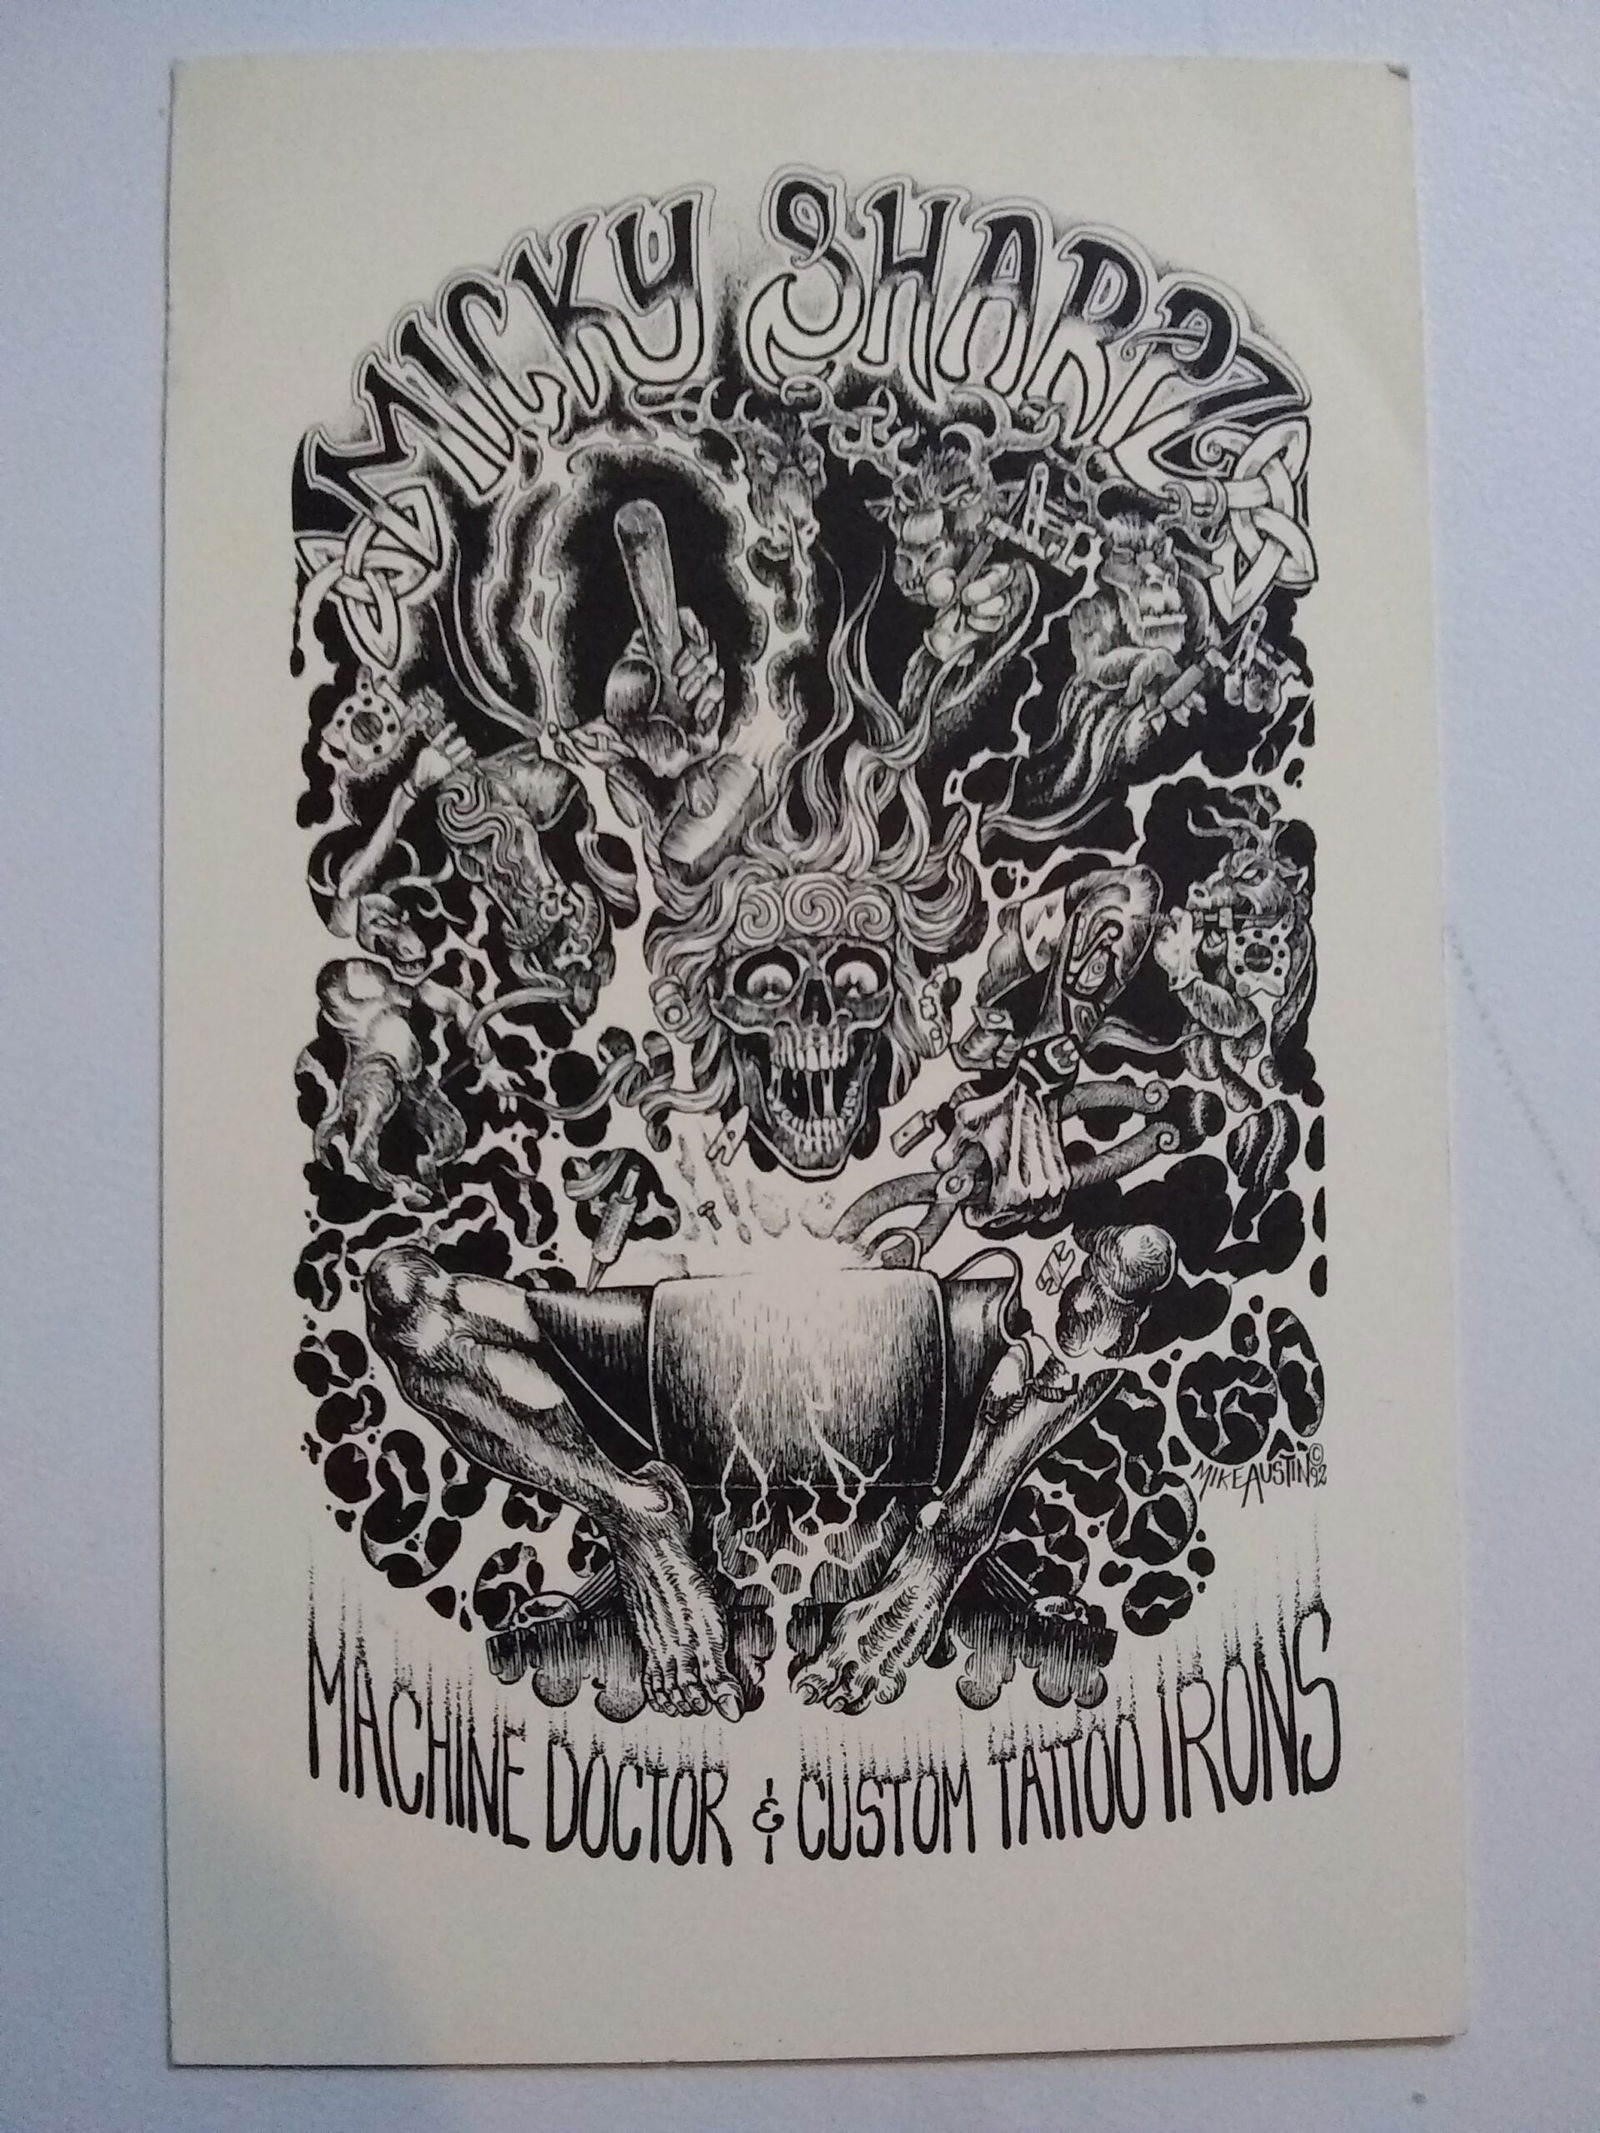 MICKY SHARPZ
MIKE AUSTIN © 92
MACHINE DOCTOR & CUSTOM TATTOO IRONS